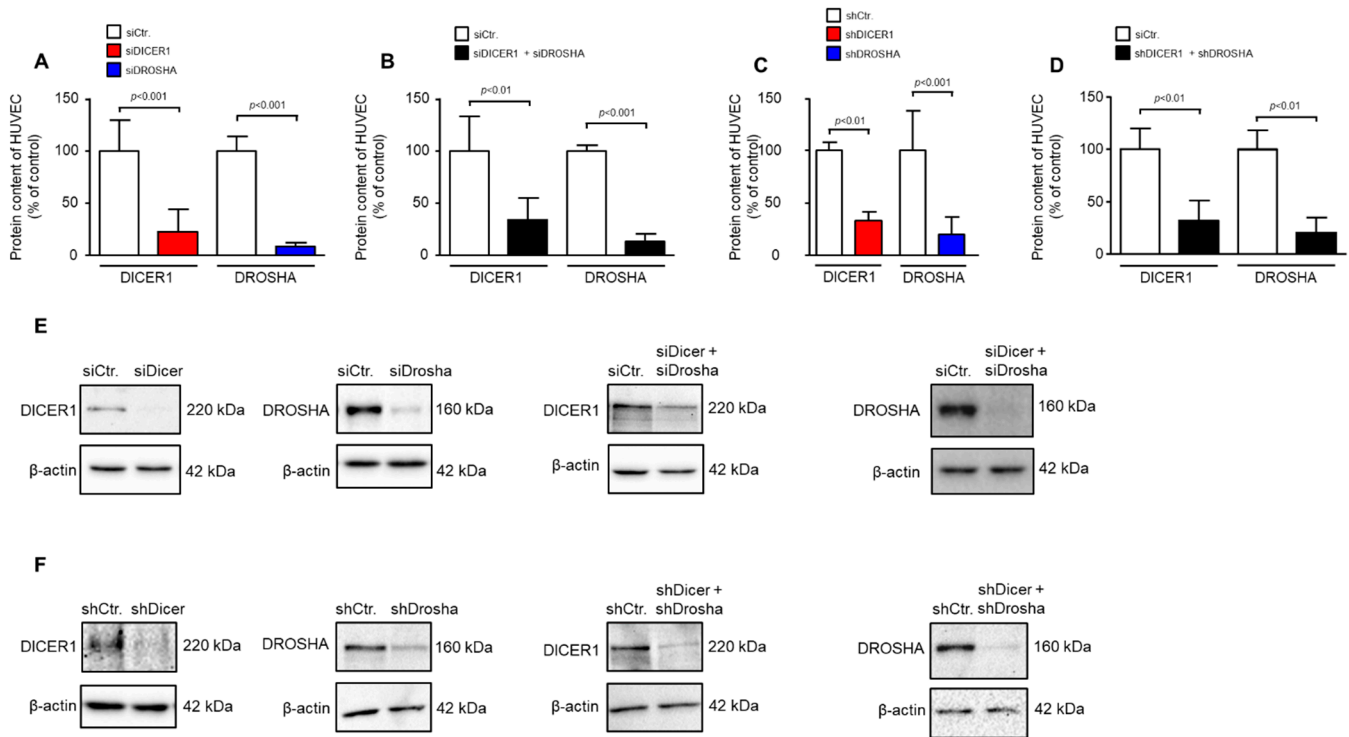 siCtr.
siDICER1
siDROSHA
A
Protein content of HUVEC
(% of control)
150
100
50
0
p<0.001
p<0.001
DICER1
DROSHA
siCtr.
siDICER1 + siDROSHA
B
Protein content of HUVEC
(% of control)
150
100
50
0
p<0.01
p<0.001
DICER1
DROSHA
shCtr.
shDICER1
shDROSHA
C
Protein content of HUVEC
(% of control)
150
100
50
0
p<0.01
p<0.001
DICER1
DROSHA
siCtr.
shDICER1 + shDROSHA
D
Protein content of HUVEC
(% of control)
150
100
50
0
p<0.01
p<0.01
DICER1
DROSHA
E
siCtr. siDicer
DICER1 220 kDa
β-actin 42 kDa
siCtr. siDrosha
DROSHA 160 kDa
β-actin 42 kDa
siDicer +
siCtr. siDrosha
DICER1 220 kDa
β-actin 42 kDa
siDicer +
siCtr. siDrosha
DROSHA 160 kDa
β-actin 42 kDa
F
shCtr. shDicer
DICER1 220 kDa
β-actin 42 kDa
shCtr. shDrosha
DROSHA 160 kDa
β-actin 42 kDa
shDicer +
shCtr. shDrosha
DICER1 220 kDa
β-actin 42 kDa
shDicer +
shCtr. shDrosha
DROSHA 160 kDa
β-actin 42 kDa